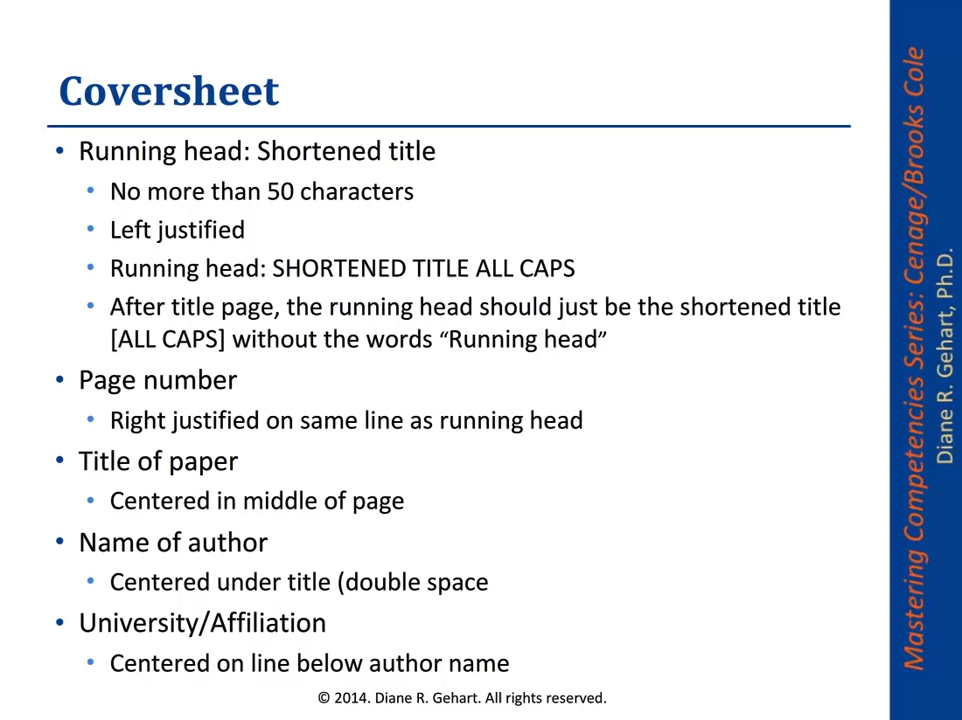 Coversheet
• Running head: Shortened title
• No more than 50 characters
• Left justified
• Running head: SHORTENED TITLE ALL CAPS
• After title page, the running head should just be the shortened title
[ALL CAPS] without the words “Running head”
• Page number
• Right justified on same line as running head
• Title of paper
• Centered in middle of page
• Name of author
• Centered under title (double space
• University/Affiliation
• Centered on line below author name
© 2014. Diane R. Gehart. All rights reserved.
Mastering Competencies Series: Cenage/Brooks Cole
Diane R. Gehart, Ph.D.